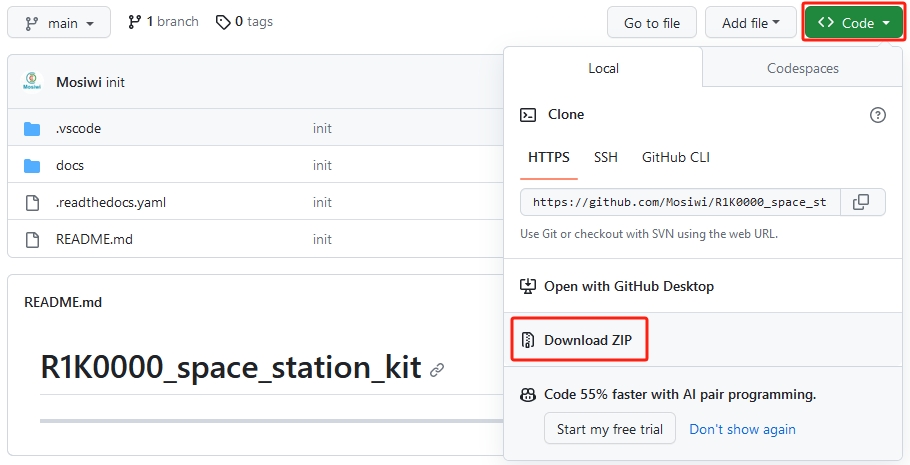 main
1 branch
0 tags
Go to file
Add file
Code
Mosiwi
Mosiwi init
.vscode init
docs init
.readthedocs.yaml init
README.md init
README.md
R1K0000_space_station_kit
Local
Codespaces
Clone
HTTPS SSH GitHub CLI
https://github.com/Mosiwi/R1K0000_space_st
Use Git or checkout with SVN using the web URL.
Open with GitHub Desktop
Download ZIP
Code 55% faster with AI pair programming.
Start my free trial
Don't show again